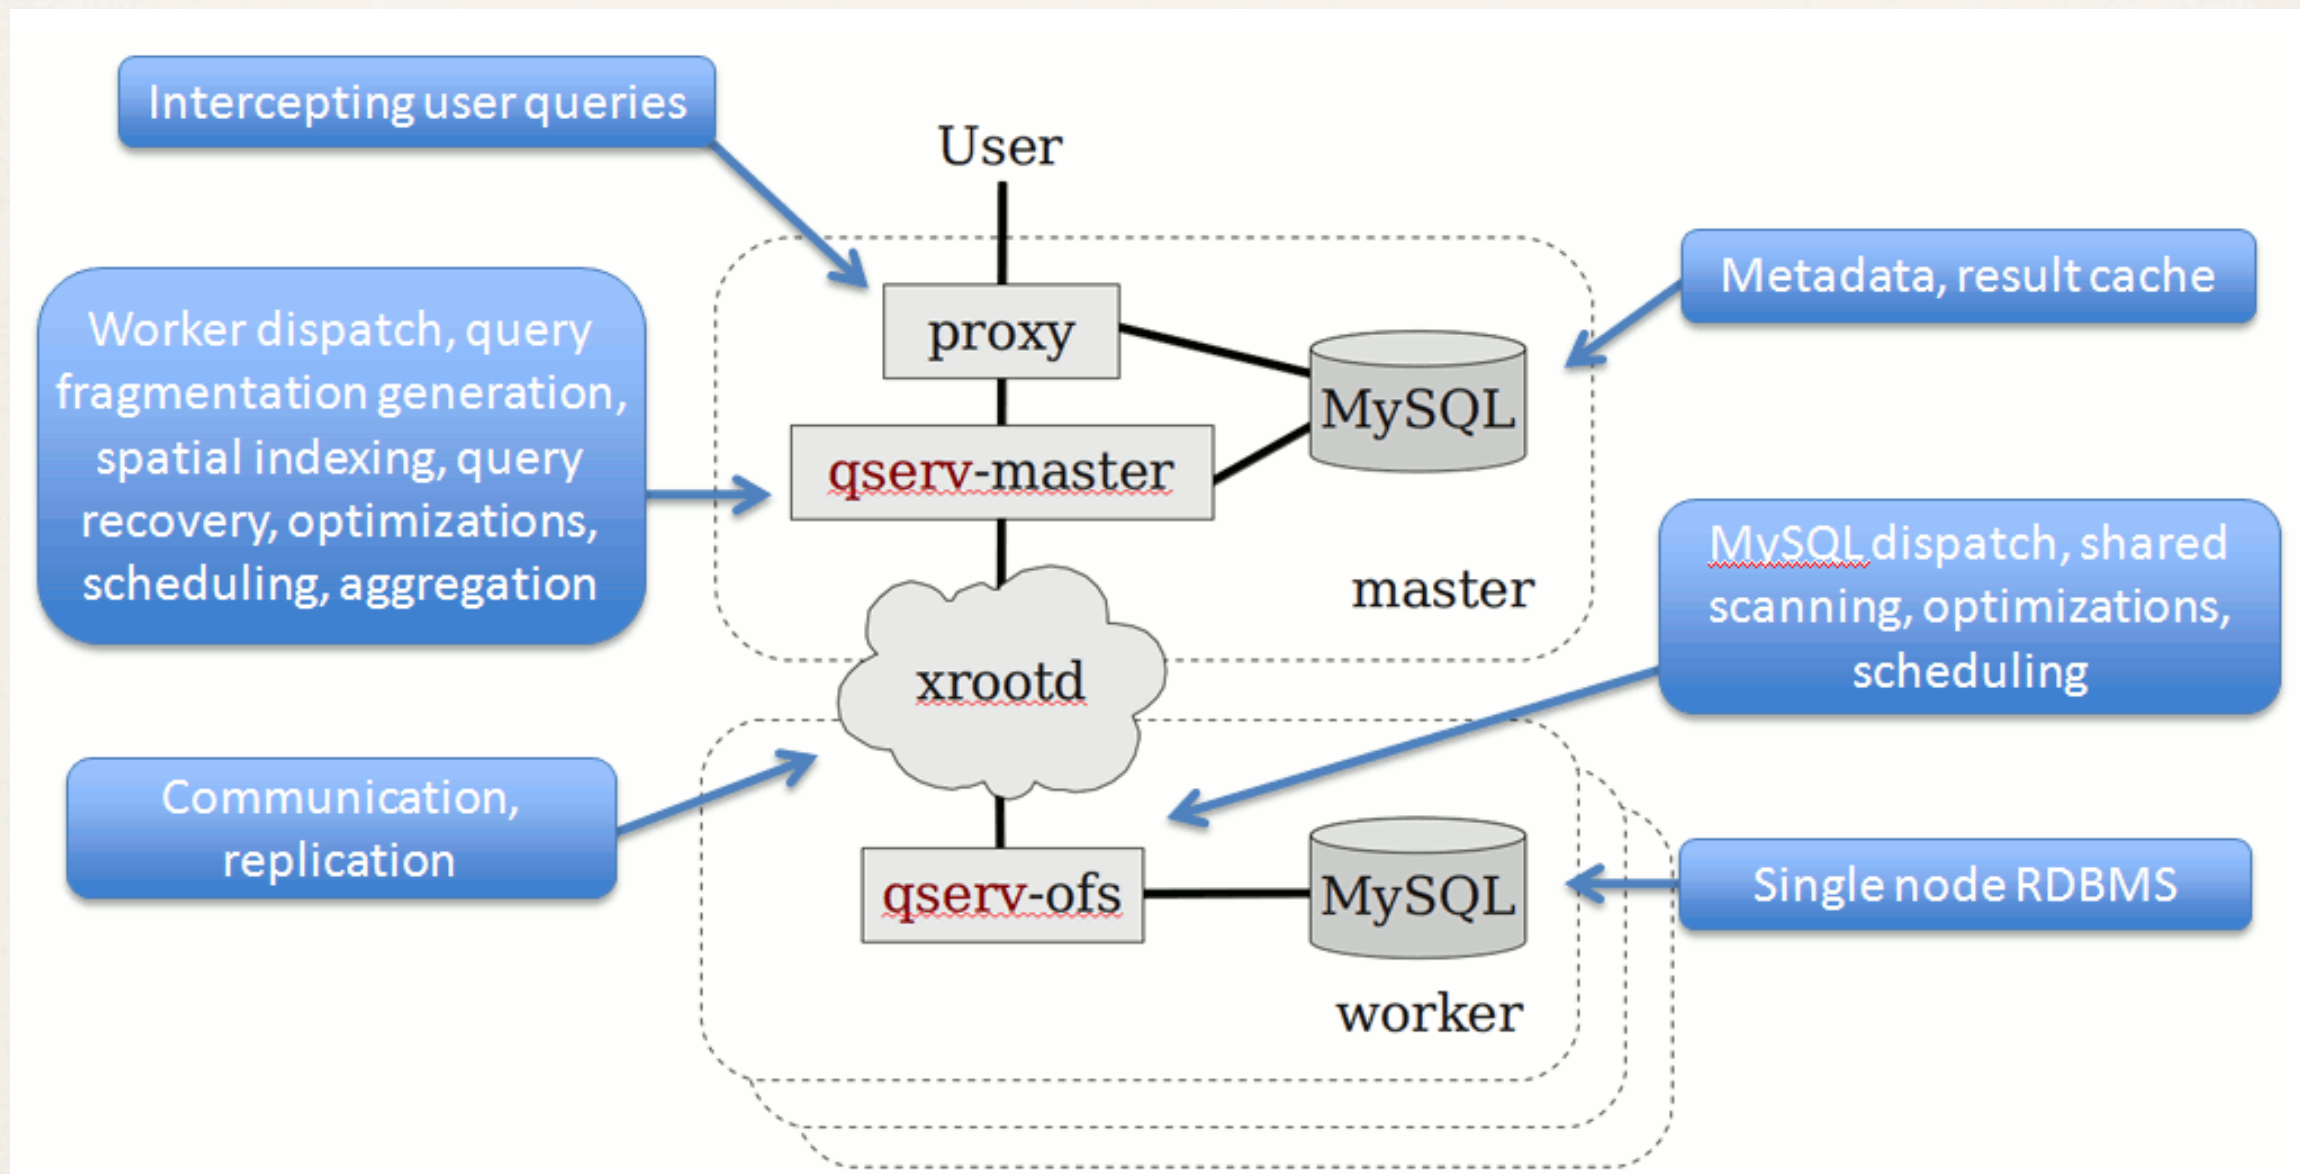 Intercepting user queries
User
Metadata, result cache
Worker dispatch, query
fragmentation generation,
spatial indexing, query
recovery, optimizations,
scheduling, aggregation
proxy
MySQL
qserv-master
master
MySQL dispatch, shared
scanning, optimizations,
scheduling
xrootd
Communication,
replication
qserv-ofs
MySQL
Single node RDBMS
worker